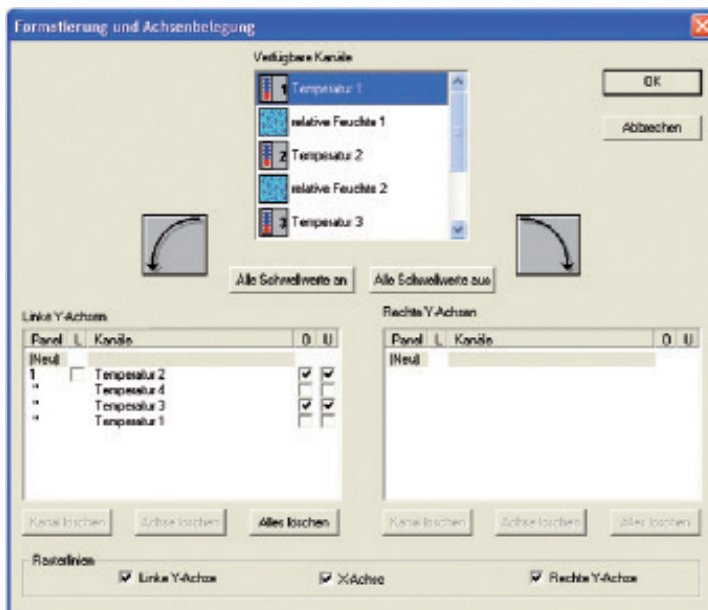 Formatierung und Achsenbelegung
Verfügbare Kanäle
1 Temperatur 1
relative Feuchte 1
2 Temperatur 2
relative Feuchte 2
3 Temperatur 3
OK
Abbrechen
Alle Schwellwerte an
Alle Schwellwerte aus
Linke Y-Achsen
Panel L Kanäle O U
(Neu)
1 Temperatur 2
" Temperatur 4
" Temperatur 3
" Temperatur 1
Kanal löschen
Achse löschen
Alles löschen
Rechte Y-Achsen
Panel L Kanäle O U
(Neu)
Kanal löschen
Achse löschen
Alles löschen
Rasterlinien
Linke Y-Achse
X-Achse
Rechte Y-Achse